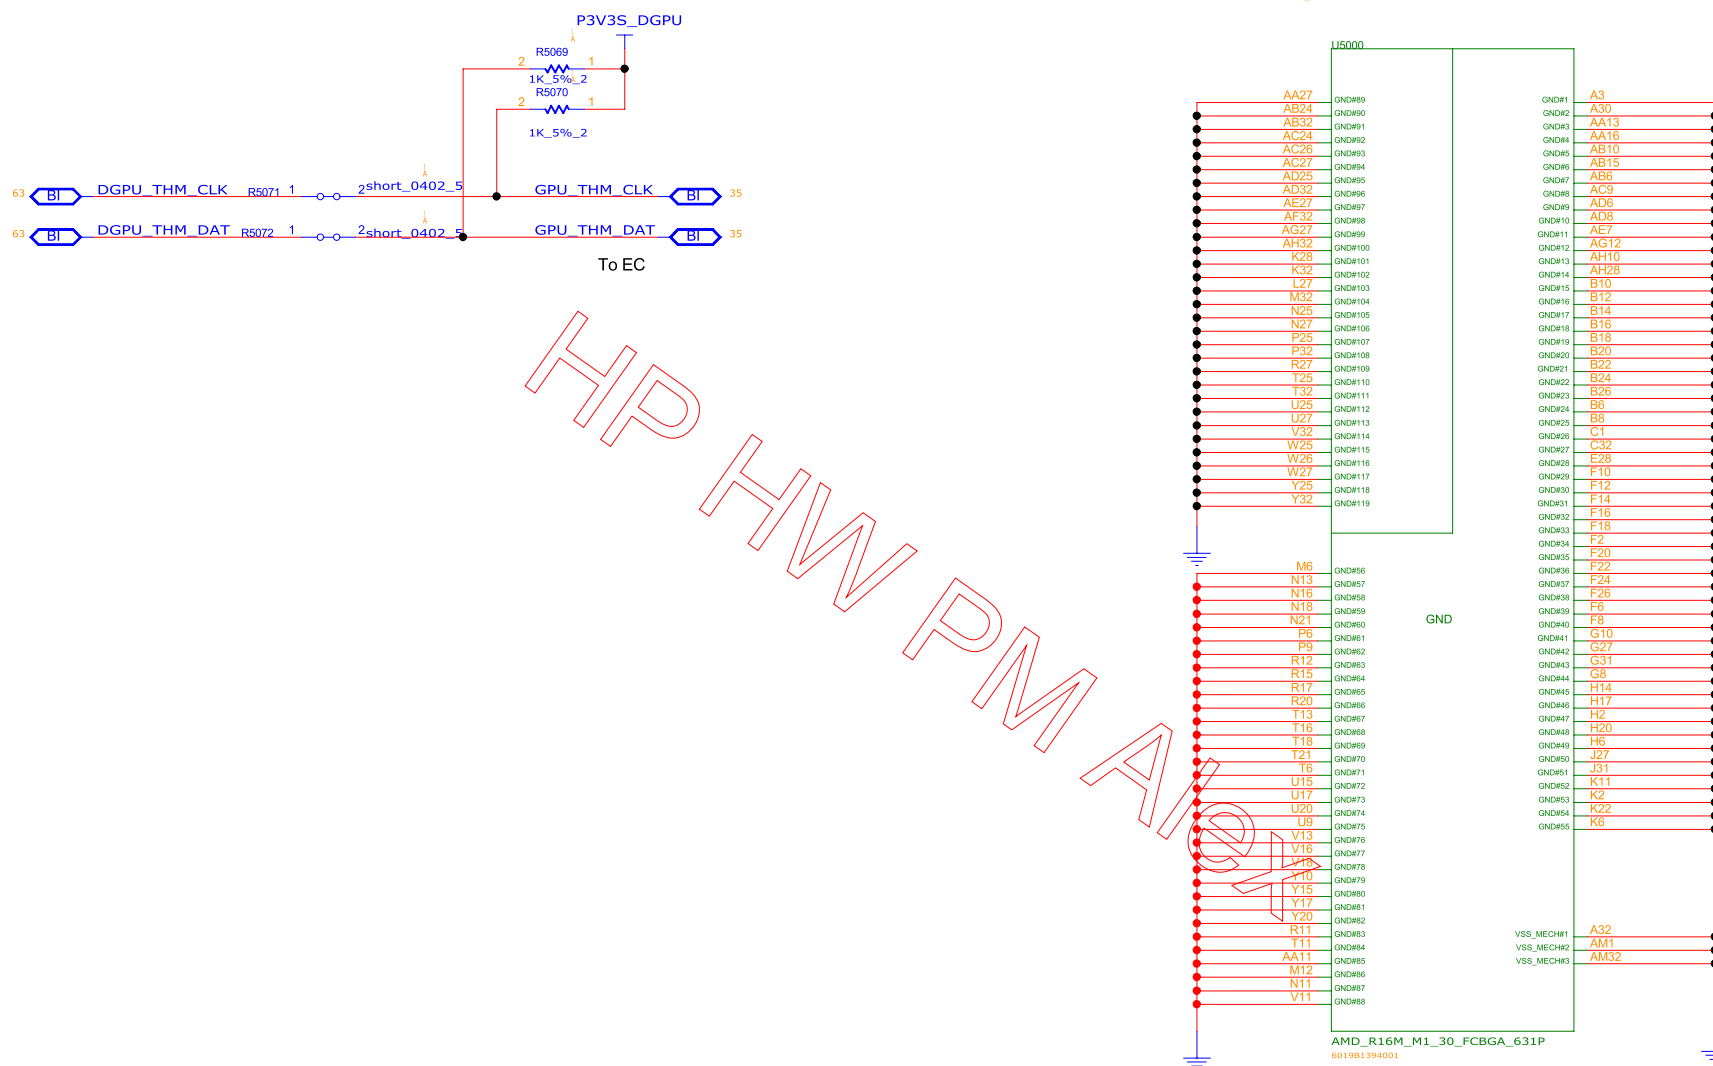 P3V3S_DGPU
R5069
2 1
1K_5%_2
R5070
2 1
1K_5%_2
63 BI DGPU_THM_CLK R5071 1 2 short_0402_5 GPU_THM_CLK BI 35
63 BI DGPU_THM_DAT R5072 1 2 short_0402_5 GPU_THM_DAT BI 35
To EC
HP HW PM Alex
U5000
AA27 GND#89 GND#1 A3
AB24 GND#90 GND#2 A30
AB32 GND#91 GND#3 AA13
AC24 GND#92 GND#4 AA16
AC26 GND#93 GND#5 AB10
AC27 GND#94 GND#6 AB15
AD25 GND#95 GND#7 AB6
AD32 GND#96 GND#8 AC9
AE27 GND#97 GND#9 AD6
AF32 GND#98 GND#10 AD8
AG27 GND#99 GND#11 AE7
AH32 GND#100 GND#12 AG12
K28 GND#101 GND#13 AH10
K32 GND#102 GND#14 AH28
L27 GND#103 GND#15 B10
M32 GND#104 GND#16 B12
N25 GND#105 GND#17 B14
N27 GND#106 GND#18 B16
P25 GND#107 GND#19 B18
P32 GND#108 GND#20 B20
R27 GND#109 GND#21 B22
T25 GND#110 GND#22 B24
T32 GND#111 GND#23 B26
U25 GND#112 GND#24 B6
U27 GND#113 GND#25 B8
V32 GND#114 GND#26 C1
W25 GND#115 GND#27 C32
W26 GND#116 GND#28 E28
W27 GND#117 GND#29 F10
Y25 GND#118 GND#30 F12
Y32 GND#119 GND#31 F14
GND#32 F16
GND#33 F18
GND#34 F2
GND#35 F20
M6 GND#56 GND#36 F22
N13 GND#57 GND#37 F24
N16 GND#58 GND#38 F26
N18 GND#59 GND#39 F6
N21 GND#60 GND GND#40 F8
P6 GND#61 GND#41 G10
P9 GND#62 GND#42 G27
R12 GND#63 GND#43 G31
R15 GND#64 GND#44 G8
R17 GND#65 GND#45 H14
R20 GND#66 GND#46 H17
T13 GND#67 GND#47 H2
T16 GND#68 GND#48 H20
T18 GND#69 GND#49 H6
T21 GND#70 GND#50 J27
T6 GND#71 GND#51 J31
U15 GND#72 GND#52 K11
U17 GND#73 GND#53 K2
U20 GND#74 GND#54 K22
U9 GND#75 GND#55 K6
V13 GND#76
V16 GND#77
V18 GND#78
Y10 GND#79
Y15 GND#80
Y17 GND#81
Y20 GND#82
R11 GND#83 VSS_MECH#1 A32
T11 GND#84 VSS_MECH#2 AM1
AA11 GND#85 VSS_MECH#3 AM32
M12 GND#86
N11 GND#87
V11 GND#88
AMD_R16M_M1_30_FCBGA_631P
6019B1394001